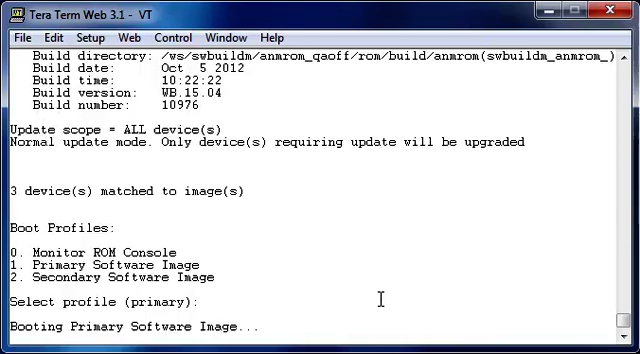 Tera Term Web 3.1 - VT
File Edit Setup Web Control Window Help
Build directory: /ws/swbuildm/anmrom_qaoff/rom/build/anmrom(swbuildm_anmrom_)
Build date: Oct 5 2012
Build time: 10:22:22
Build version: WB.15.04
Build number: 10976
Update scope = ALL device(s)
Normal update mode. Only device(s) requiring update will be upgraded
3 device(s) matched to image(s)
Boot Profiles:
0. Monitor ROM Console
1. Primary Software Image
2. Secondary Software Image
Select profile (primary):
Booting Primary Software Image...